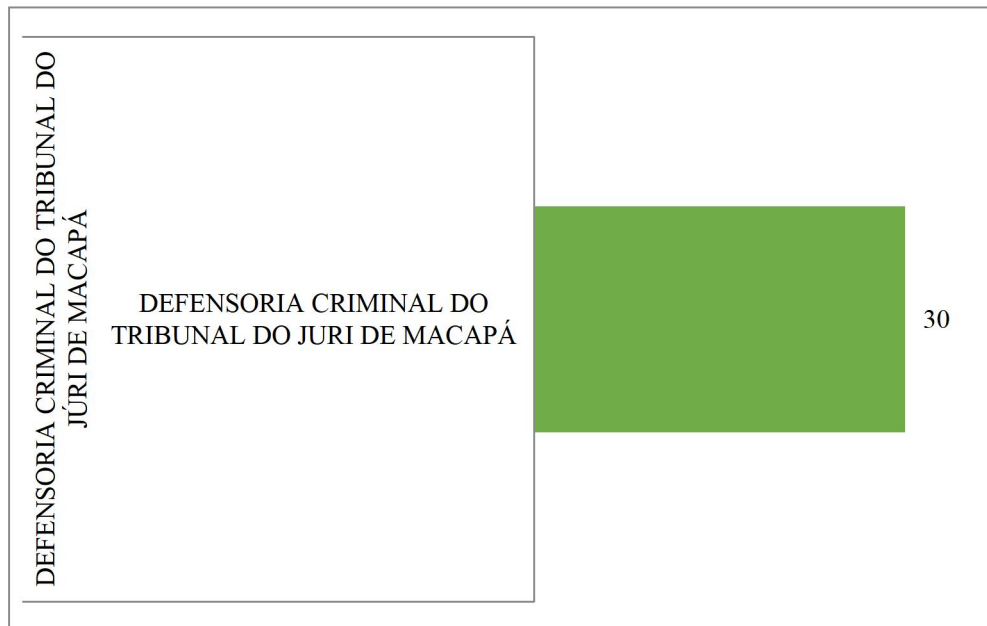 DEFENSORIA CRIMINAL DO TRIBUNAL DO
JÚRI DE MACAPÁ
DEFENSORIA CRIMINAL DO
TRIBUNAL DO JURI DE MACAPÁ
30